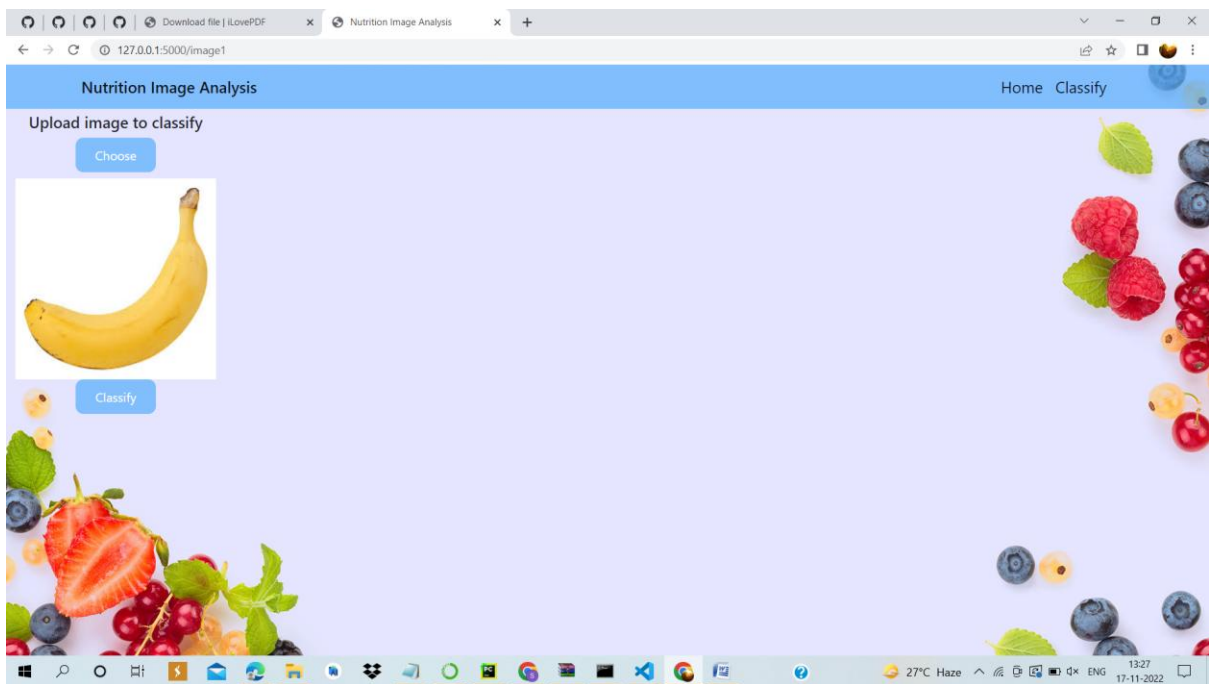 Download file | iLovePDF
Nutrition Image Analysis
127.0.0.1:5000/image1
Nutrition Image Analysis
Home
Classify
Upload image to classify
Choose
Classify
27°C Haze
ENG
13:27
17-11-2022